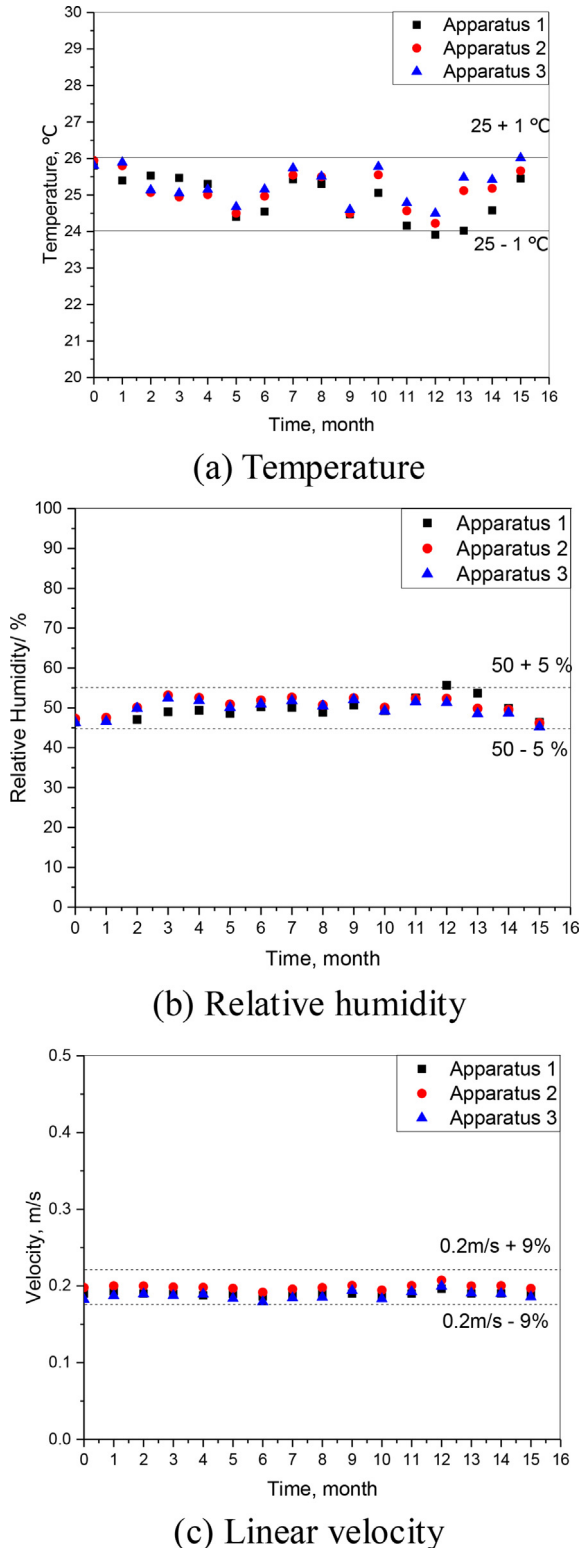 30
29
28
27
26
25
24
23
22
21
20
Temperature, ℃
Apparatus 1
Apparatus 2
Apparatus 3
25 + 1 ºC
25 - 1 ºC
0 1 2 3 4 5 6 7 8 9 10 11 12 13 14 15 16
Time, month
(a) Temperature
100
90
80
70
60
50
40
30
20
10
0
Relative Humidity/ %
Apparatus 1
Apparatus 2
Apparatus 3
50 + 5 %
50 - 5 %
0 1 2 3 4 5 6 7 8 9 10 11 12 13 14 15 16
Time, month
(b) Relative humidity
0.5
0.4
0.3
0.2
0.1
0.0
Velocity, m/s
Apparatus 1
Apparatus 2
Apparatus 3
0.2m/s + 9%
0.2m/s - 9%
0 1 2 3 4 5 6 7 8 9 10 11 12 13 14 15 16
Time, month
(c) Linear velocity